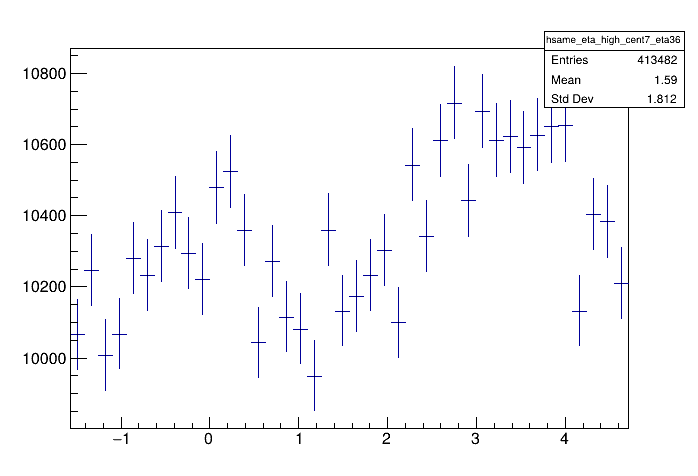 hsame_eta_high_cent7_eta36
Entries 413482
Mean 1.59
Std Dev 1.812
10800
10600
10400
10200
10000
−1 0 1 2 3 4